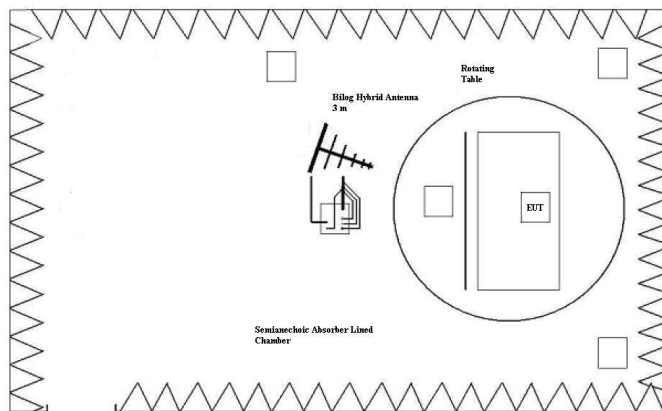 Rotating
Table
Bilog Hybrid Antenna
3 m
EUT
Semianechoic Absorber Lined
Chamber